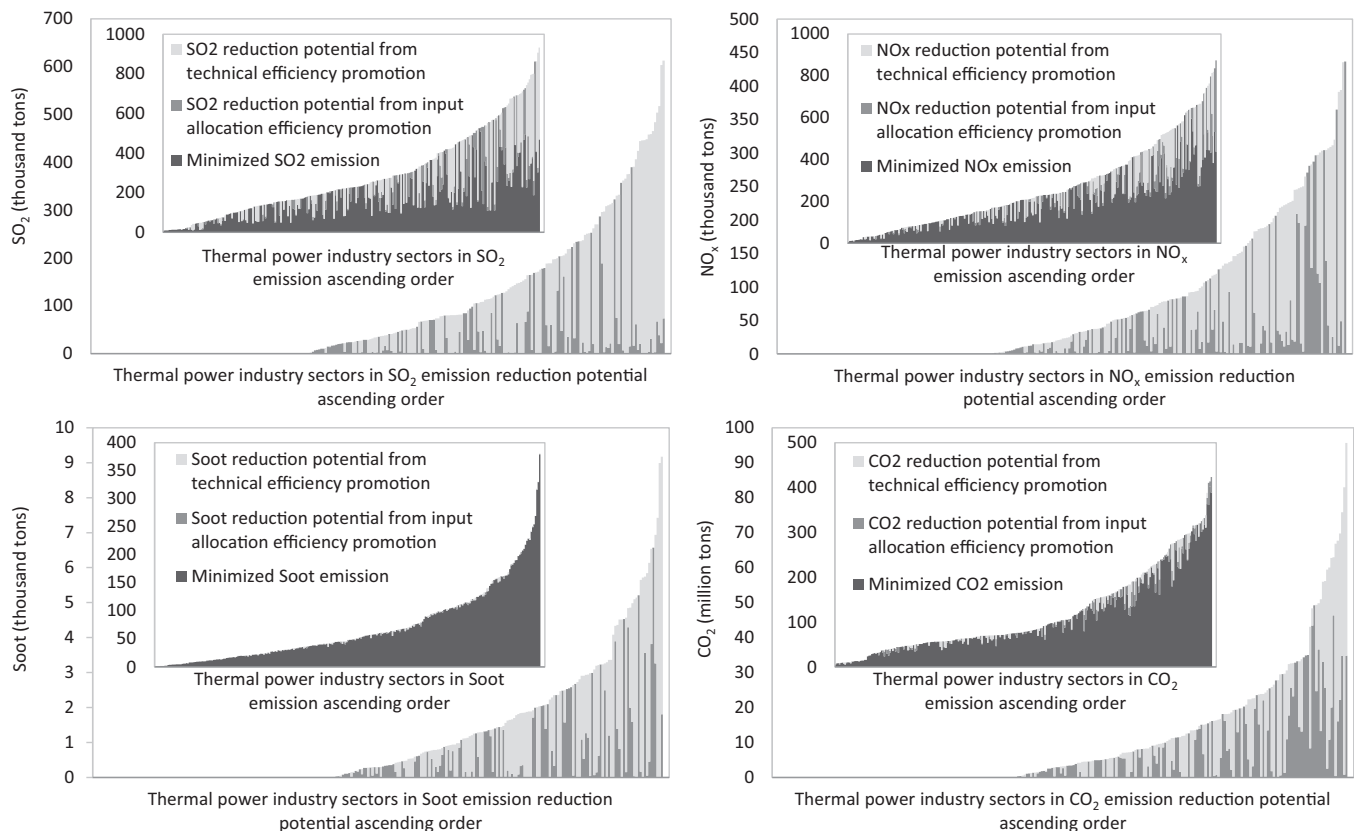 700
600
500
400
300
200
100
0
SO₂ (thousand tons)
1000
800
600
400
200
0
SO2 reduction potential from
technical efficiency promotion
SO2 reduction potential from input
allocation efficiency promotion
Minimized SO2 emission
Thermal power industry sectors in SO₂
emission ascending order
Thermal power industry sectors in SO₂ emission reduction potential
ascending order
500
450
400
350
300
250
200
150
100
50
0
NOₓ (thousand tons)
1000
800
600
400
200
0
NOx reduction potential from
technical efficiency promotion
NOx reduction potential from input
allocation efficiency promotion
Minimized NOx emission
Thermal power industry sectors in NOₓ
emission ascending order
Thermal power industry sectors in NOₓ emission reduction
potential ascending order
10
9
8
7
6
5
4
3
2
1
0
Soot (thousand tons)
400
350
300
250
200
150
100
50
0
Soot reduction potential from
technical efficiency promotion
Soot reduction potential from input
allocation efficiency promotion
Minimized Soot emission
Thermal power industry sectors in Soot
emission ascending order
Thermal power industry sectors in Soot emission reduction
potential ascending order
100
90
80
70
60
50
40
30
20
10
0
CO₂ (million tons)
500
400
300
200
100
0
CO2 reduction potential from
technical efficiency promotion
CO2 reduction potential from input
allocation efficiency promotion
Minimized CO2 emission
Thermal power industry sectors in CO₂
emission ascending order
Thermal power industry sectors in CO₂ emission reduction potential
ascending order